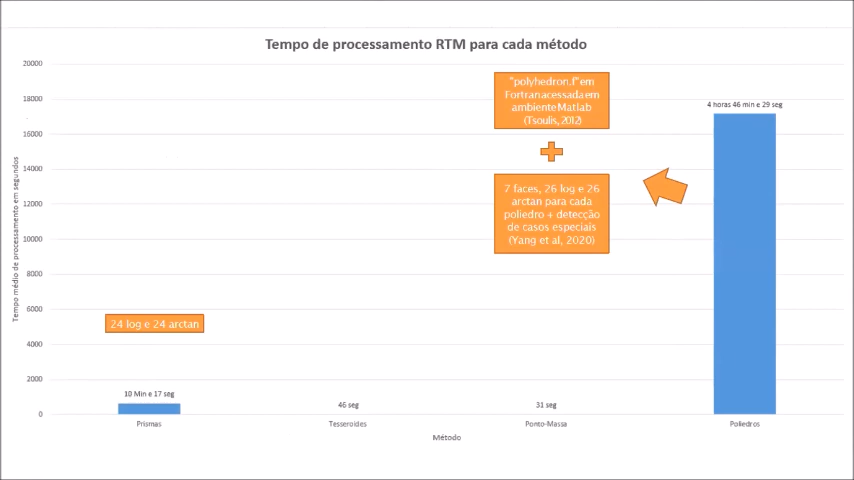 Tempo de processamento RTM para cada método
20000
18000
16000
14000
12000
10000
8000
6000
4000
2000
0
Tempo médio de processamento em segundos
"polyhedron.f" em
Fortran acessada em
ambiente Matlab
(Tsoulis, 2012)
7 faces, 26 log e 26
arctan para cada
poliedro + detecção
de casos especiais
(Yang et al, 2020)
24 log e 24 arctan
10 Min e 17 seg
46 seg
31 seg
4 horas 46 min e 29 seg
Prismas
Tesseroides
Ponto-Massa
Poliedros
Método